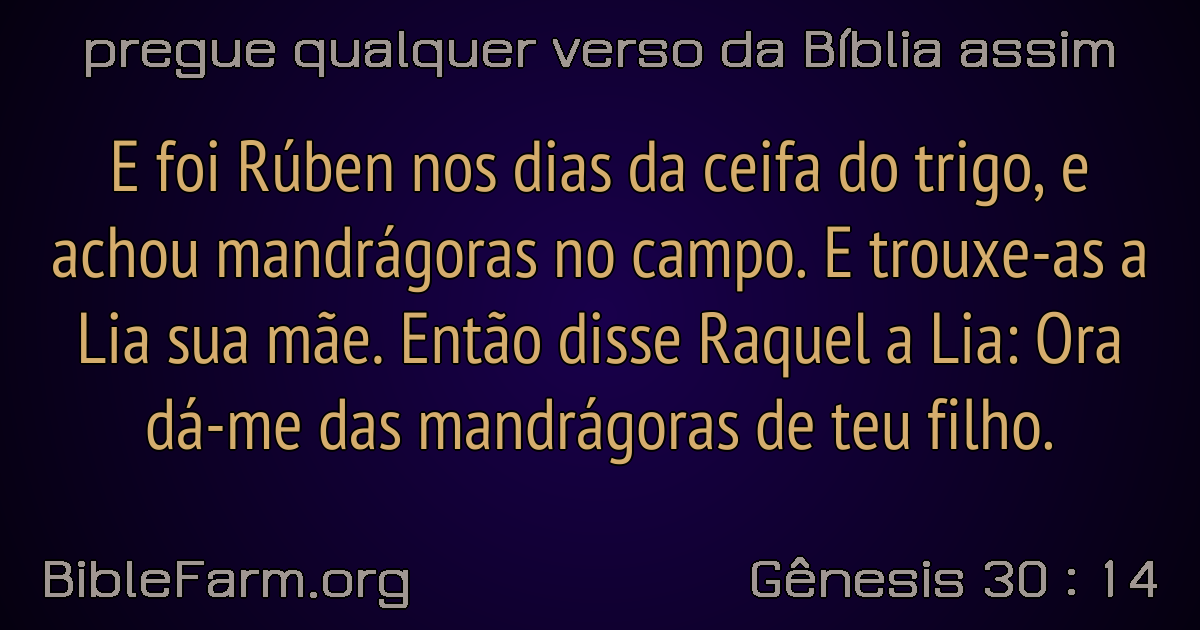 pregue qualquer verso da Bíblia assim
E foi Rúben nos dias da ceifa do trigo, e
achou mandrágoras no campo. E trouxe-as a
Lia sua mãe. Então disse Raquel a Lia: Ora
dá-me das mandrágoras de teu filho.
BibleFarm.org
Gênesis 30 : 14